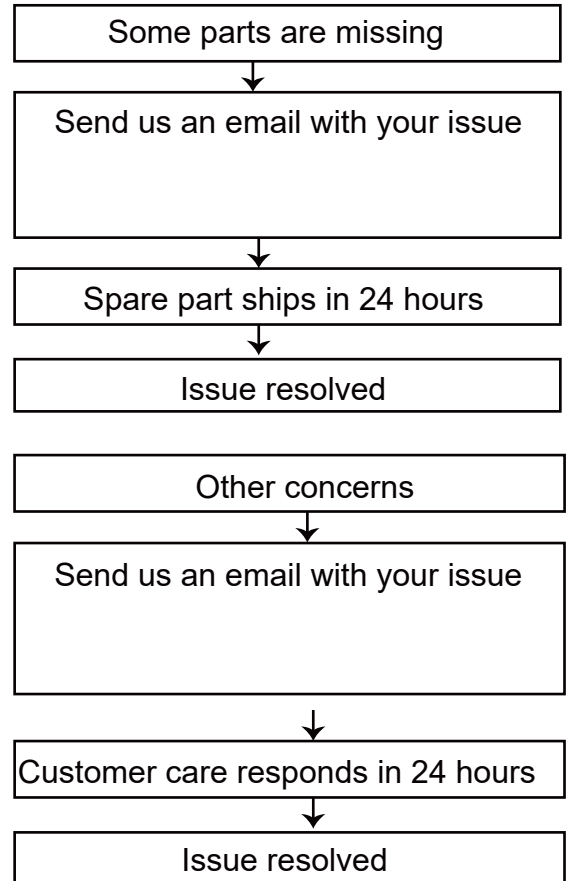 Some parts are missing
Send us an email with your issue
Spare part ships in 24 hours
Issue resolved
Other concerns
Send us an email with your issue
Customer care responds in 24 hours
Issue resolved